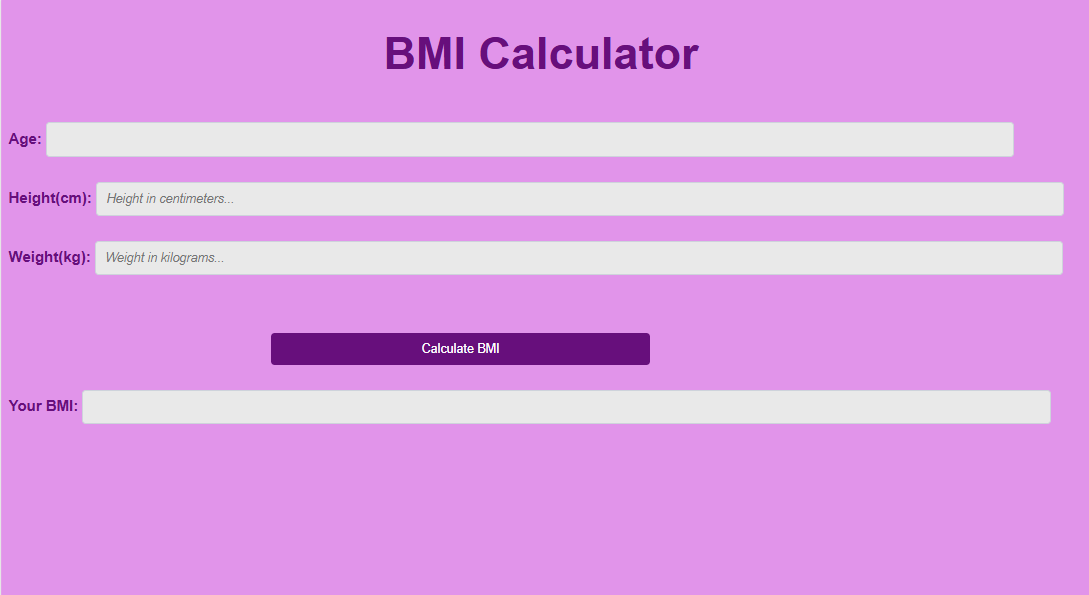 BMI Calculator
Age:
Height(cm): Height in centimeters...
Weight(kg): Weight in kilograms...
Calculate BMI
Your BMI: